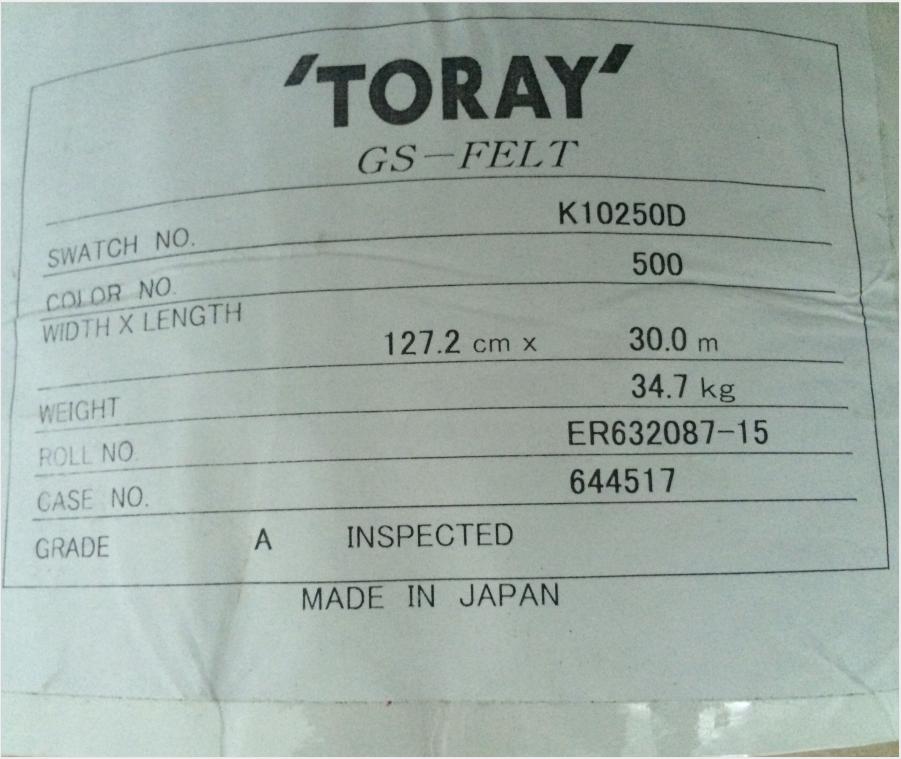 'TORAY'
GS-FELT
SWATCH NO. K10250D
COLOR NO. 500
WIDTH X LENGTH
127.2 cm x 30.0 m
WEIGHT 34.7 kg
ROLL NO. ER632087-15
CASE NO. 644517
GRADE A INSPECTED
MADE IN JAPAN